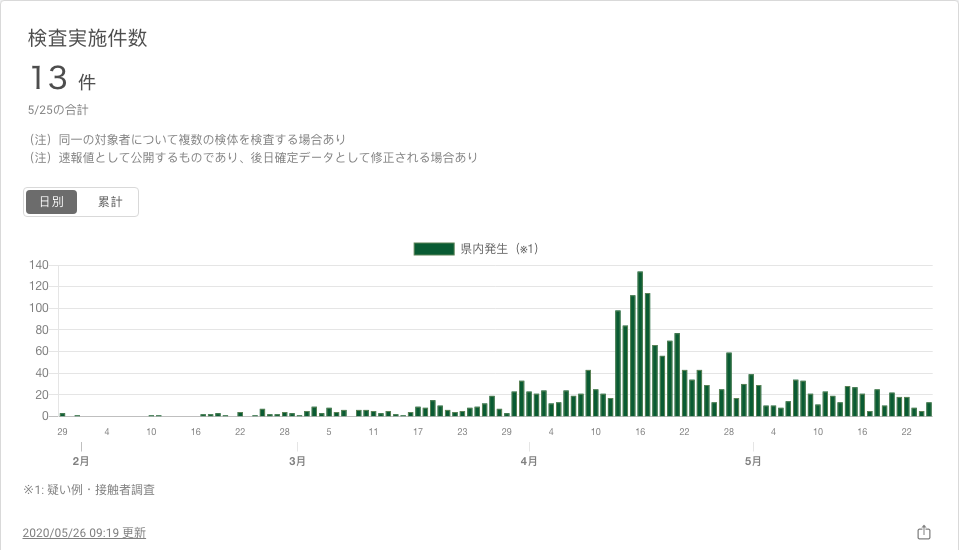 検査実施件数
13 件
5/25の合計
（注）同一の対象者について複数の検体を検査する場合あり
（注）速報値として公開するものであり、後日確定データとして修正される場合あり
日別 累計
県内発生（※1）
140
120
100
80
60
40
20
0
29 4 10 16 22 28 5 11 17 23 29 4 10 16 22 28 4 10 16 22
2月 3月 4月 5月
※1: 疑い例・接触者調査
2020/05/26 09:19 更新